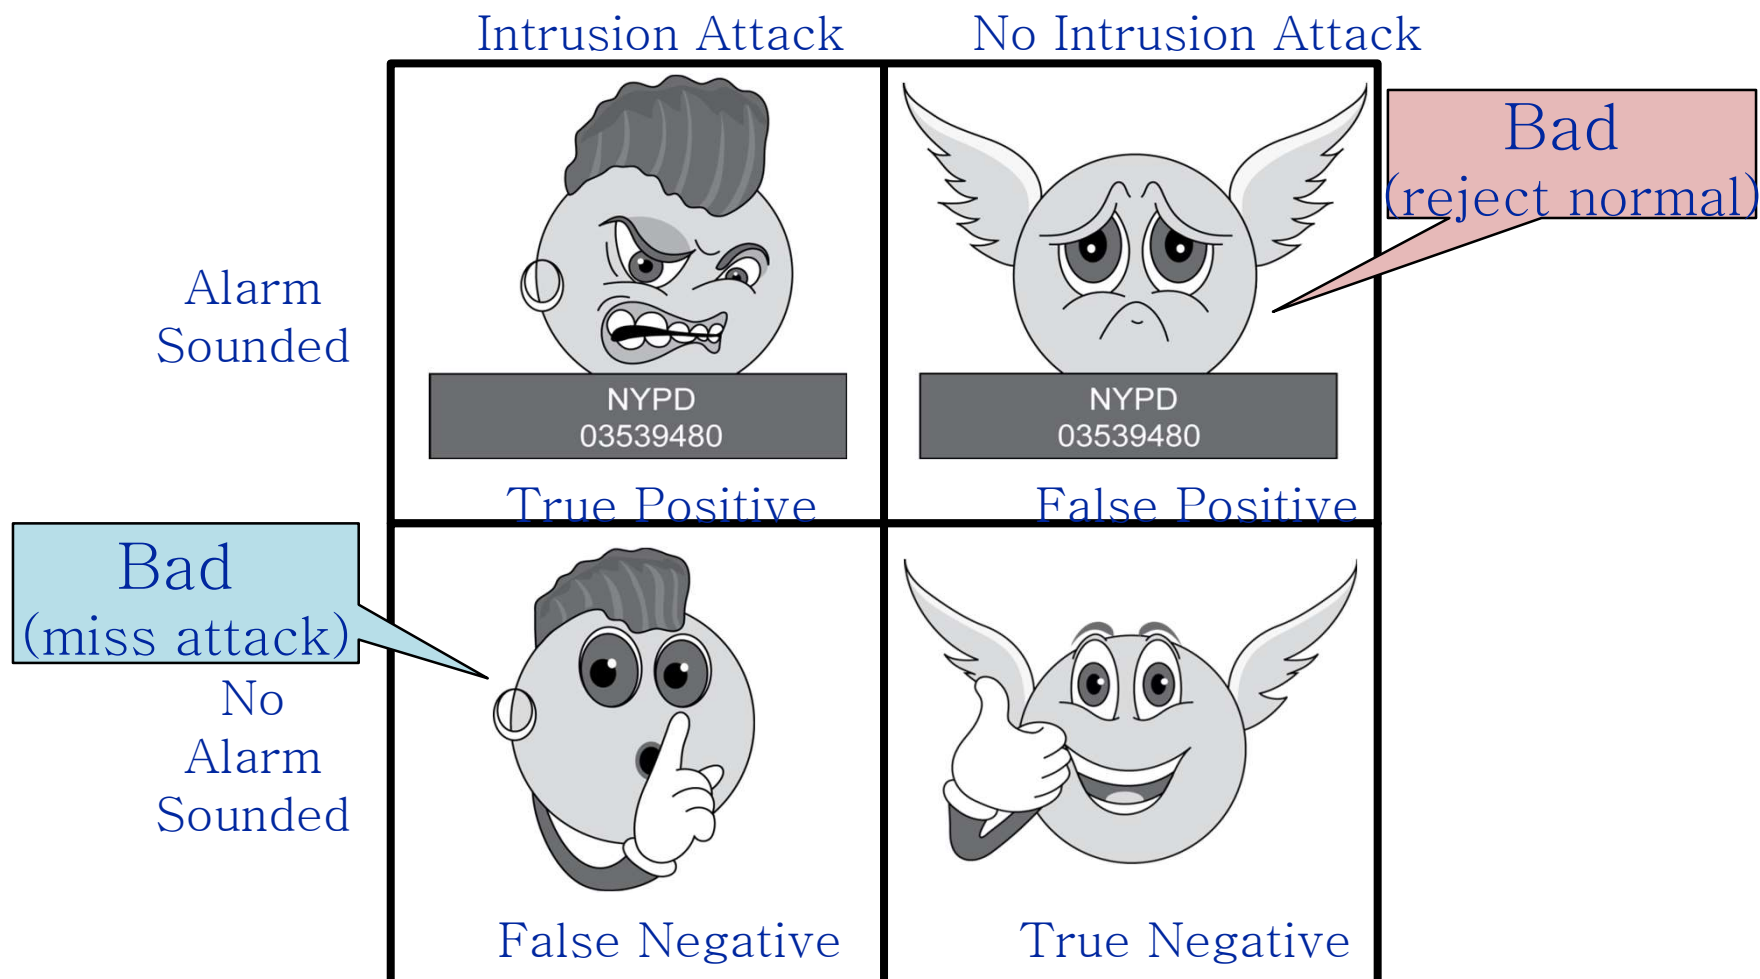 Intrusion Attack
No Intrusion Attack
Bad
(reject normal)
Alarm
Sounded
NYPD
03539480
NYPD
03539480
True Positive
False Positive
Bad
(miss attack)
No
Alarm
Sounded
False Negative
True Negative